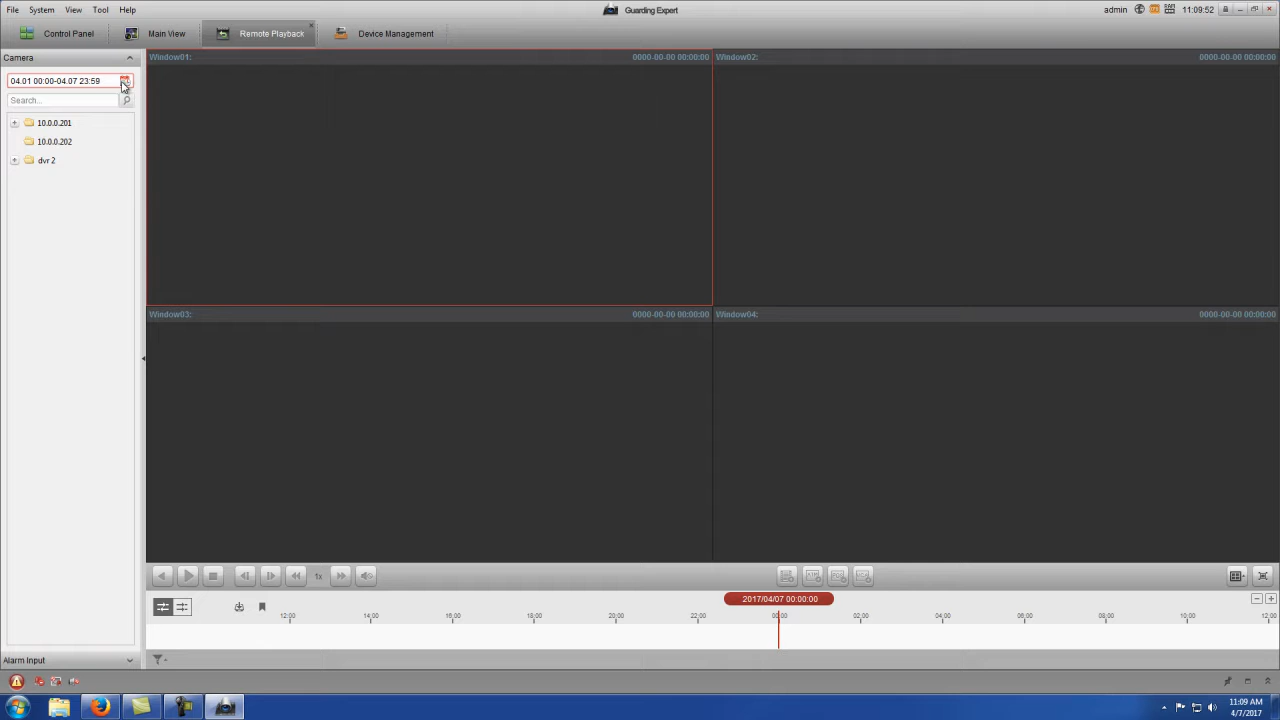 File System View Tool Help
Guarding Expert
admin 11:09:52
Control Panel Main View Remote Playback Device Management
Camera
04.01 00:00-04.07 23:59
Search...
10.0.0.201
10.0.0.202
dvr 2
Window01: 0000-00-00 00:00:00
Window02: 0000-00-00 00:00:00
Window03: 0000-00-00 00:00:00
Window04: 0000-00-00 00:00:00
1x
2017/04/07 00:00:00
12:00 14:00 16:00 18:00 20:00 22:00 00:00 02:00 04:00 06:00 08:00 10:00 12:00
Alarm Input
11:09 AM
4/7/2017